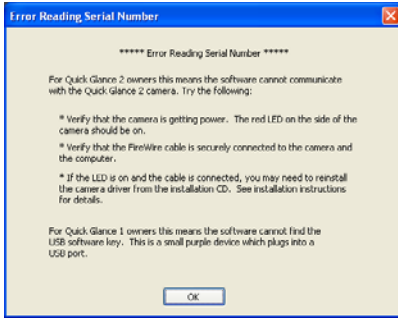 Error Reading Serial Number
***** Error Reading Serial Number *****
For Quick Glance 2 owners this means the software cannot communicate
with the Quick Glance 2 camera. Try the following:
* Verify that the camera is getting power. The red LED on the side of the
camera should be on.
* Verify that the FireWire cable is securely connected to the camera and
the computer.
* If the LED is on and the cable is connected, you may need to reinstall
the camera driver from the installation CD. See installation instructions
for details.
For Quick Glance 1 owners this means the software cannot find the
USB software key. This is a small purple device which plugs into a
USB port.
OK